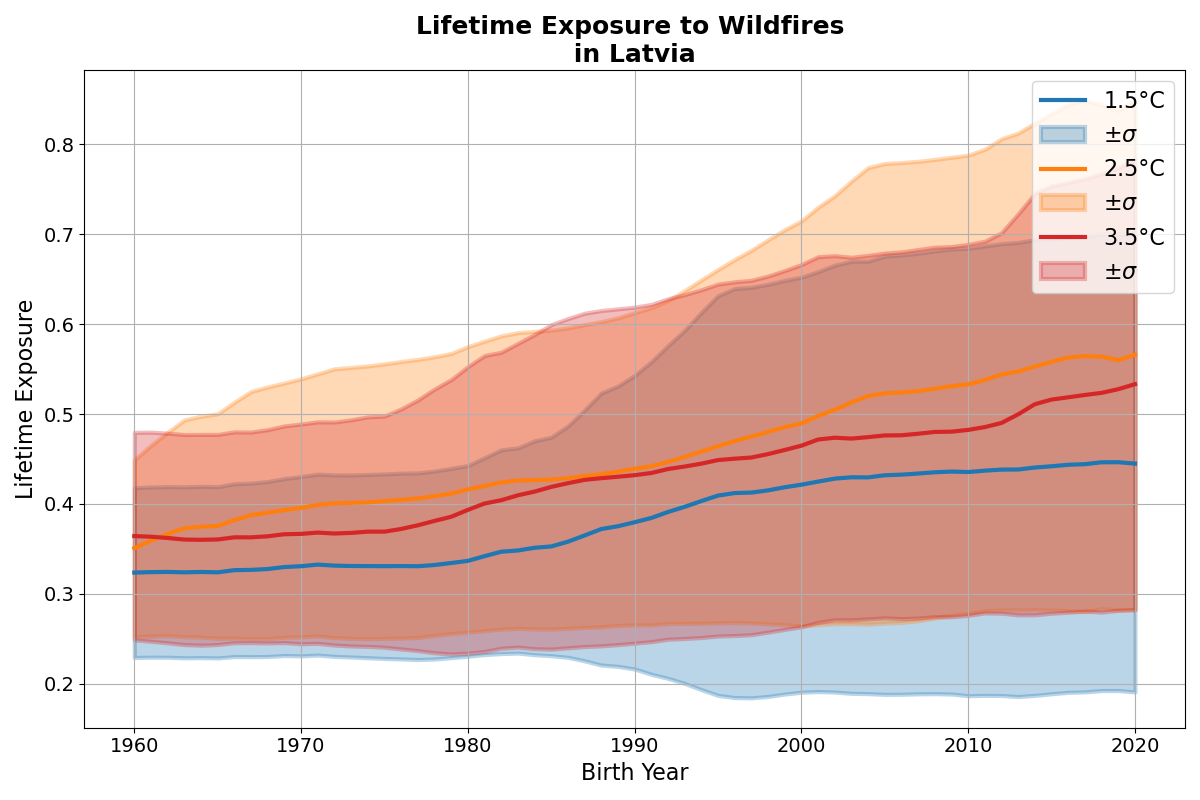 Lifetime Exposure to Wildfires
in Latvia
Lifetime Exposure
0.8
0.7
0.6
0.5
0.4
0.3
0.2
1960
1970
1980
1990
2000
2010
2020
Birth Year
1.5°C
±σ
2.5°C
±σ
3.5°C
±σ